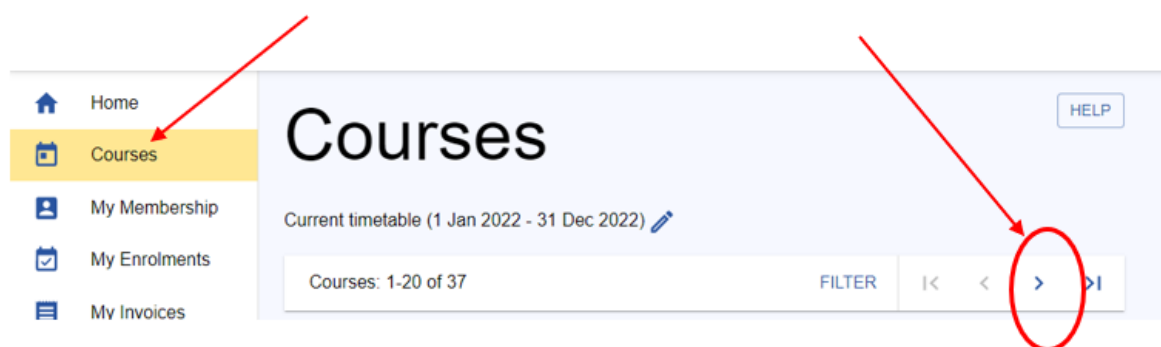 Home
Courses
My Membership
My Enrolments
My Invoices
Courses
HELP
Current timetable (1 Jan 2022 - 31 Dec 2022)
Courses: 1-20 of 37 FILTER